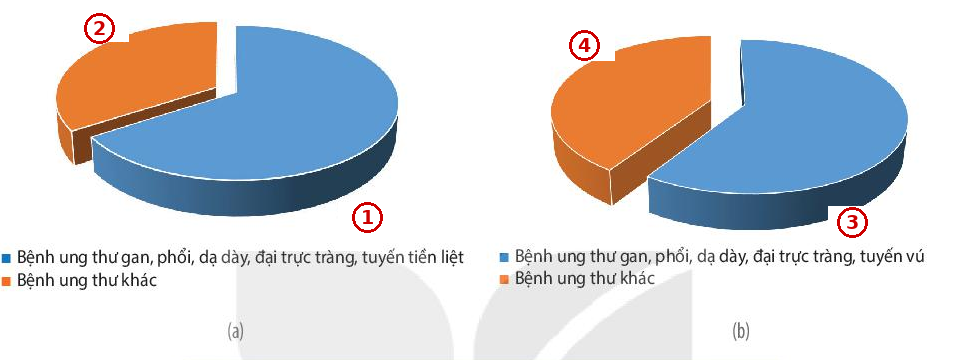 2
4
1
3
Bệnh ung thư gan, phổi, dạ dày, đại trực tràng, tuyến tiền liệt
Bệnh ung thư khác
(a)
Bệnh ung thư gan, phổi, dạ dày, đại trực tràng, tuyến vú
Bệnh ung thư khác
(b)